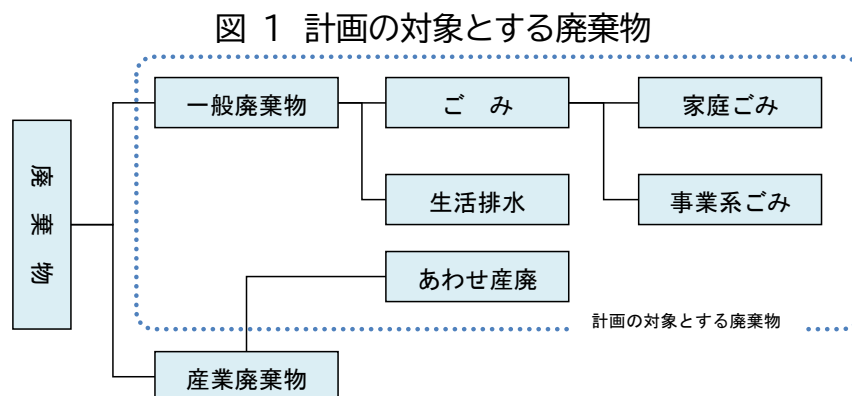 図 1 計画の対象とする廃棄物
一般廃棄物
ご み
家庭ごみ
廃棄物
生活排水
事業系ごみ
あわせ産廃
計画の対象とする廃棄物
産業廃棄物